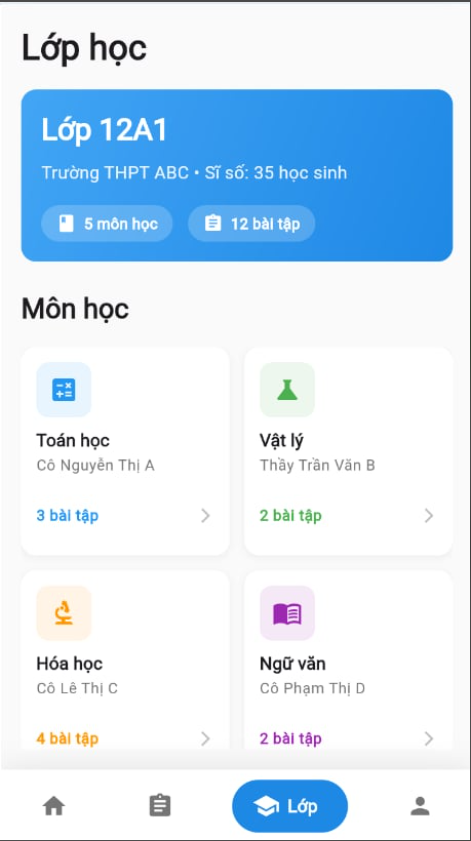 Lớp học
Lớp 12A1
Trường THPT ABC • Sĩ số: 35 học sinh
5 môn học
12 bài tập
Môn học
Toán học
Cô Nguyễn Thị A
3 bài tập
Vật lý
Thầy Trần Văn B
2 bài tập
Hóa học
Cô Lê Thị C
4 bài tập
Ngữ văn
Cô Phạm Thị D
2 bài tập
Lớp